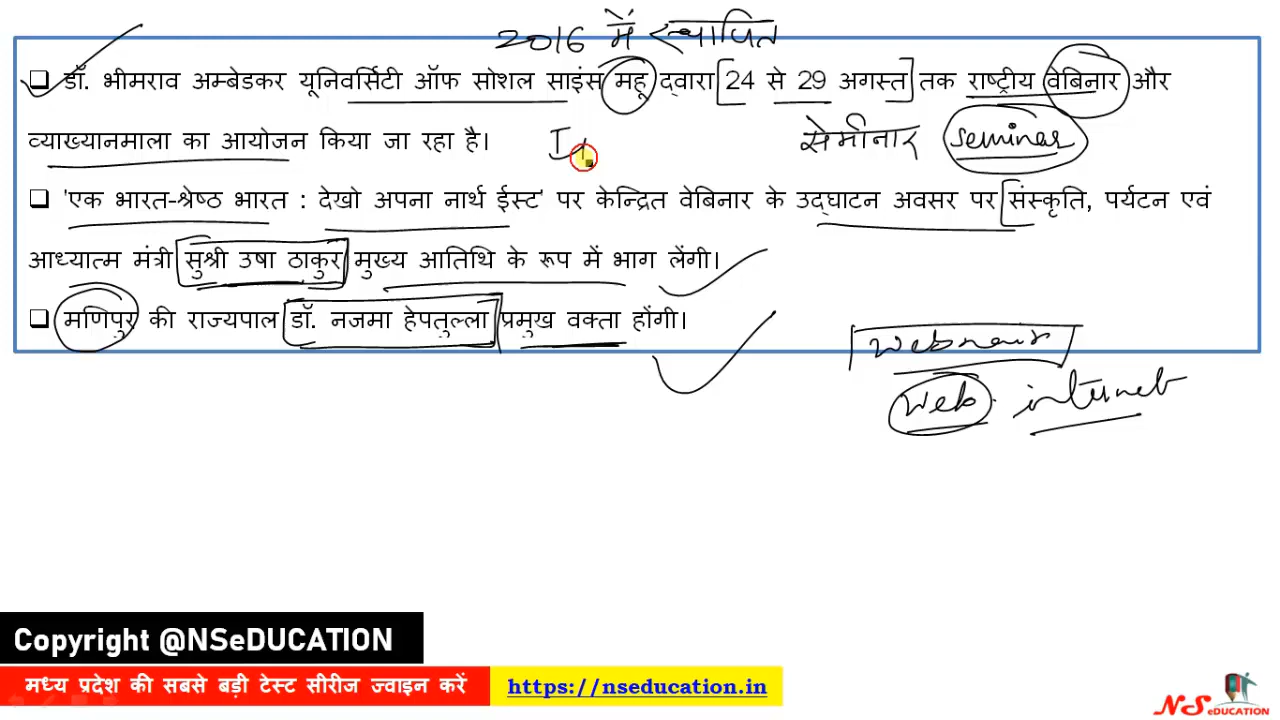 2016 में स्थापित
डॉ. भीमराव अम्बेडकर यूनिवर्सिटी ऑफ सोशल साइंस महू द्वारा 24 से 29 अगस्त तक राष्ट्रीय वेबिनार और
व्याख्यानमाला का आयोजन किया जा रहा है।
सेमीनार seminar
'एक भारत-श्रेष्ठ भारत : देखो अपना नार्थ ईस्ट' पर केन्द्रित वेबिनार के उद्घाटन अवसर पर संस्कृति, पर्यटन एवं
आध्यात्म मंत्री सुश्री उषा ठाकुर मुख्य आतिथि के रूप में भाग लेंगी।
मणिपुर की राज्यपाल डॉ. नजमा हेपतुल्ला प्रमुख वक्ता होंगी।
web internet
Copyright @NSeDUCATION
मध्य प्रदेश की सबसे बड़ी टेस्ट सीरीज ज्वाइन करें
https://nseducation.in
NS eDUCATION